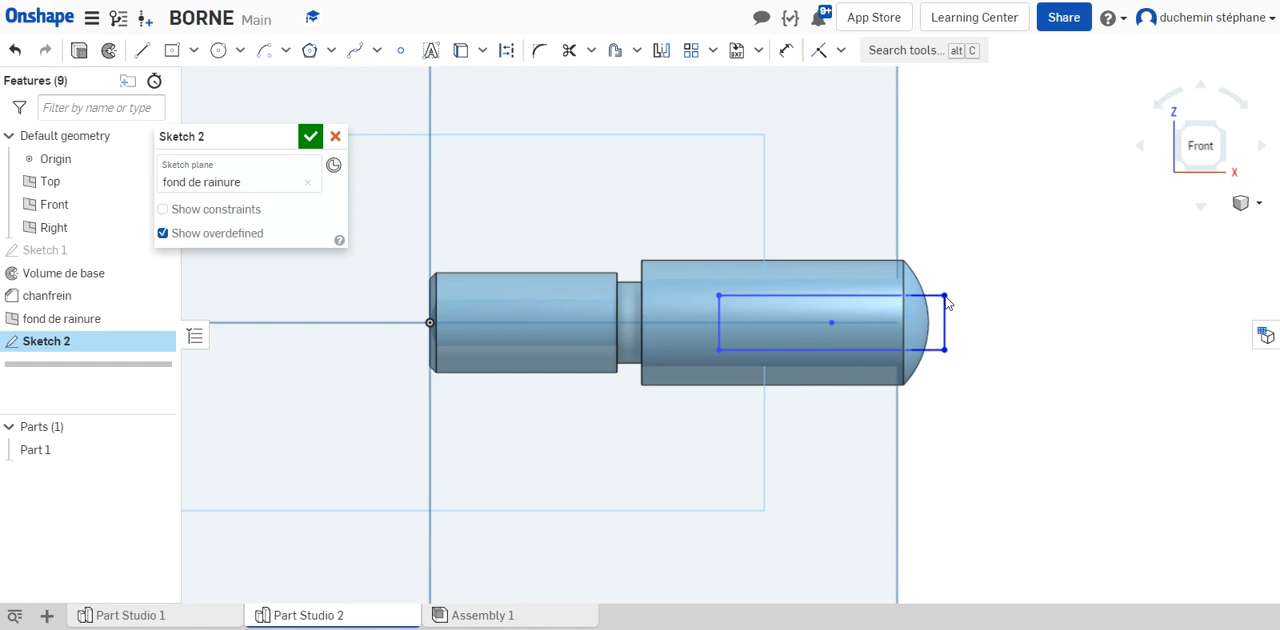 Onshape BORNE Main 9+ App Store Learning Center Share duchemin stéphane
Search tools... alt C
Features (9)
Filter by name or type
Default geometry
Origin
Top
Front
Right
Sketch 1
Volume de base
chanfrein
fond de rainure
Sketch 2
Parts (1)
Part 1
Sketch 2
Sketch plane
fond de rainure
Show constraints
Show overdefined
Z
Front
X
Part Studio 1 Part Studio 2 Assembly 1